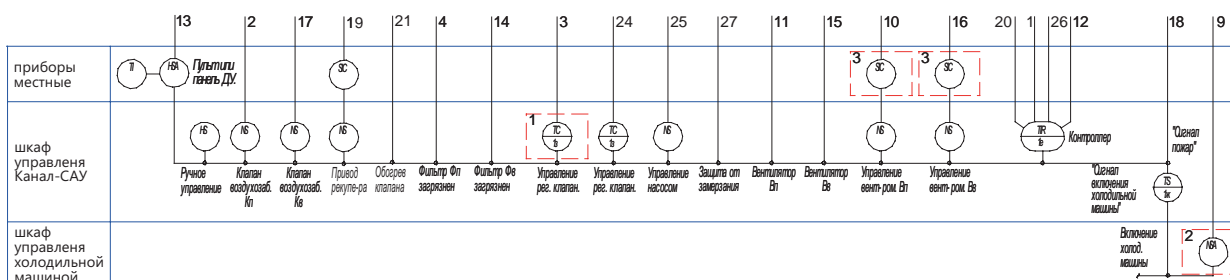 13 2 17 19 21 4 14 3 24 25 27 11 15 10 16 20 1 26 12 18 9
приборы
местные
TI HSA Пульт или
панель ДУ.
SIC
3 SIC
3 SIC
шкаф
управленя
Канал-САУ
HS
NS
NS
NS
1 TC
1з
TC
1з
NS
NS
NS
TIR
1в
Контроллер
"Сигнал
пожар"
Ручное
управление
Клапан
воздухозаб.
Кп
Клапан
воздухозаб.
Кв
Привод
рекупе-ра
Обогрев
клапана
Фильтр Фп
загрязнен
Фильтр Фв
загрязнен
Управление
рег. клапан.
Управление
рег. клапан.
Управление
насосом
Защита от
замерзания
Вентилятор
Вп
Вентилятор
Вв
Управление
вент-ром. Вп
Управление
вент-ром. Вв
"Сигнал
включения
холодильной
машины"
TS
1ж
шкаф
управленя
холодильной
машиной
Включение
холод.
машины
2 NSA